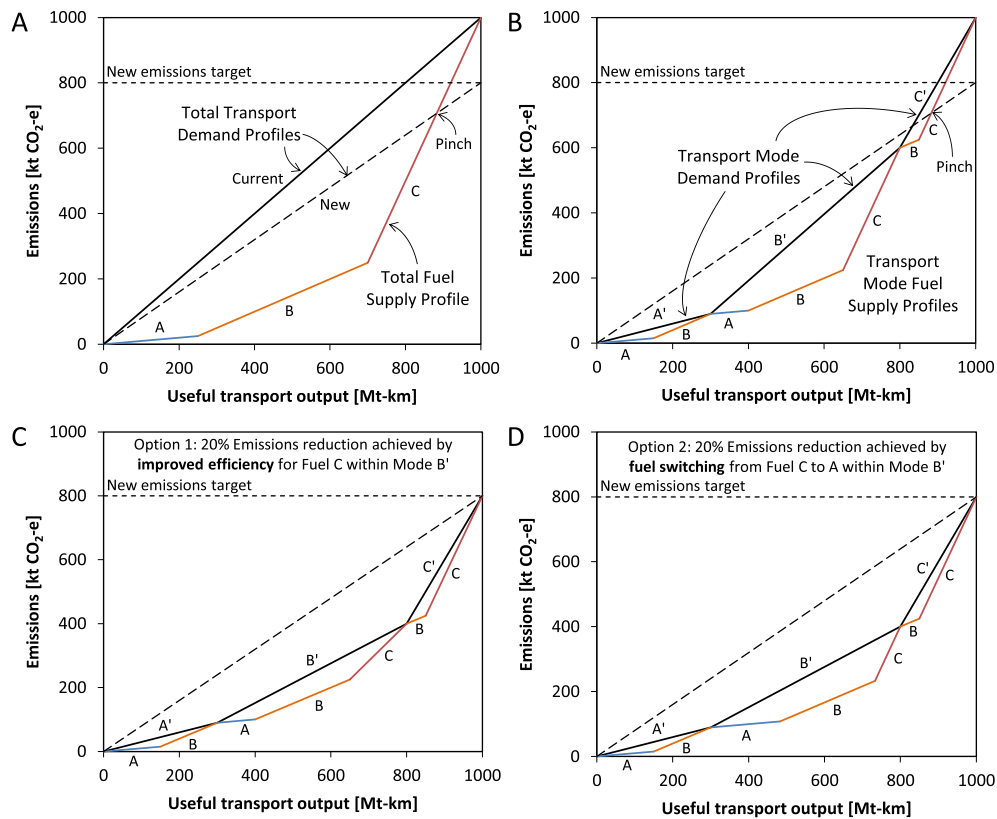 A
1000
800
600
400
200
0
Emissions [kt CO2-e]
New emissions target
Total Transport
Demand Profiles
Current
New
Pinch
C
Total Fuel
Supply Profile
A
B
0
200
400
600
800
1000
Useful transport output [Mt-km]
B
1000
800
600
400
200
0
Emissions [kt CO2-e]
New emissions target
C'
C
B
Pinch
Transport Mode
Demand Profiles
B'
C
Transport
Mode Fuel
Supply Profiles
A'
B
A
B
A
0
200
400
600
800
1000
Useful transport output [Mt-km]
C
1000
800
600
400
200
0
Emissions [kt CO2-e]
Option 1: 20% Emissions reduction achieved by
improved efficiency for Fuel C within Mode B'
New emissions target
C'
C
B
B'
C
B
A'
A
B
A
0
200
400
600
800
1000
Useful transport output [Mt-km]
D
1000
800
600
400
200
0
Emissions [kt CO2-e]
Option 2: 20% Emissions reduction achieved by
fuel switching from Fuel C to A within Mode B'
New emissions target
C'
C
B
B'
C
B
A'
A
B
A
0
200
400
600
800
1000
Useful transport output [Mt-km]